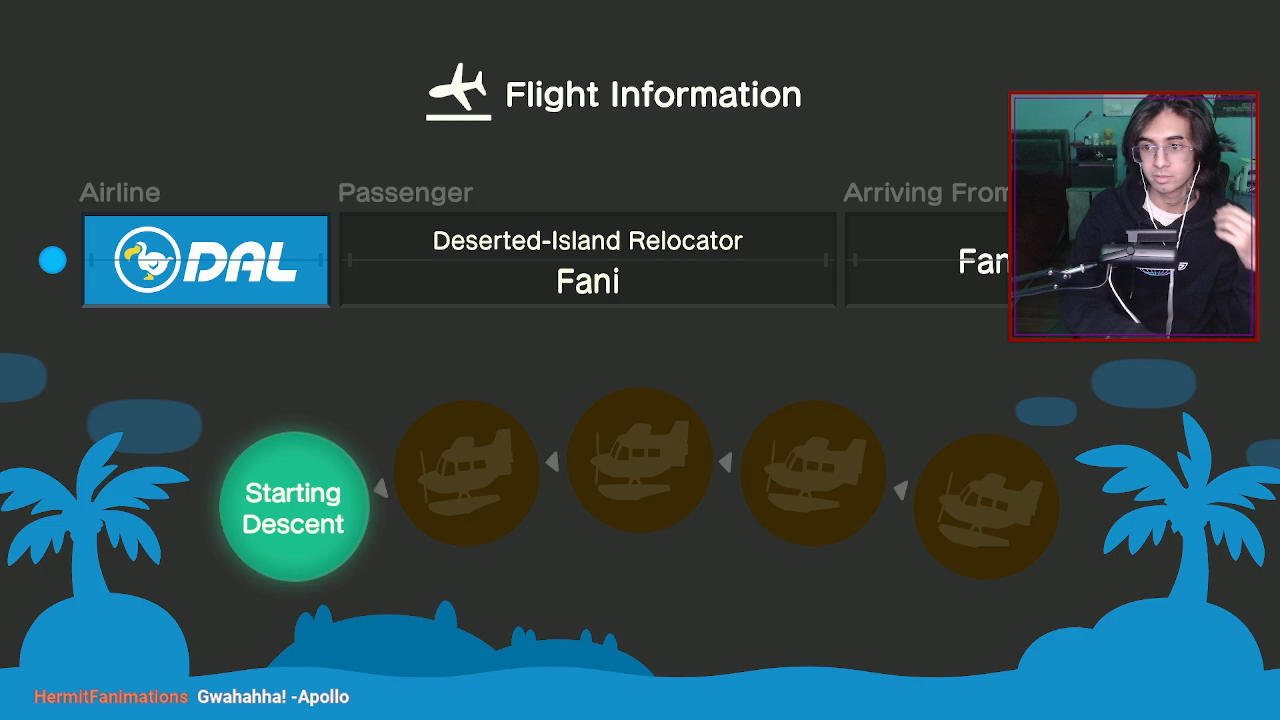 Flight Information
Airline
Passenger
Arriving From
DAL
Deserted-Island Relocator
Fani
Fan
Starting
Descent
HermitFanimations Gwahahha! -Apollo